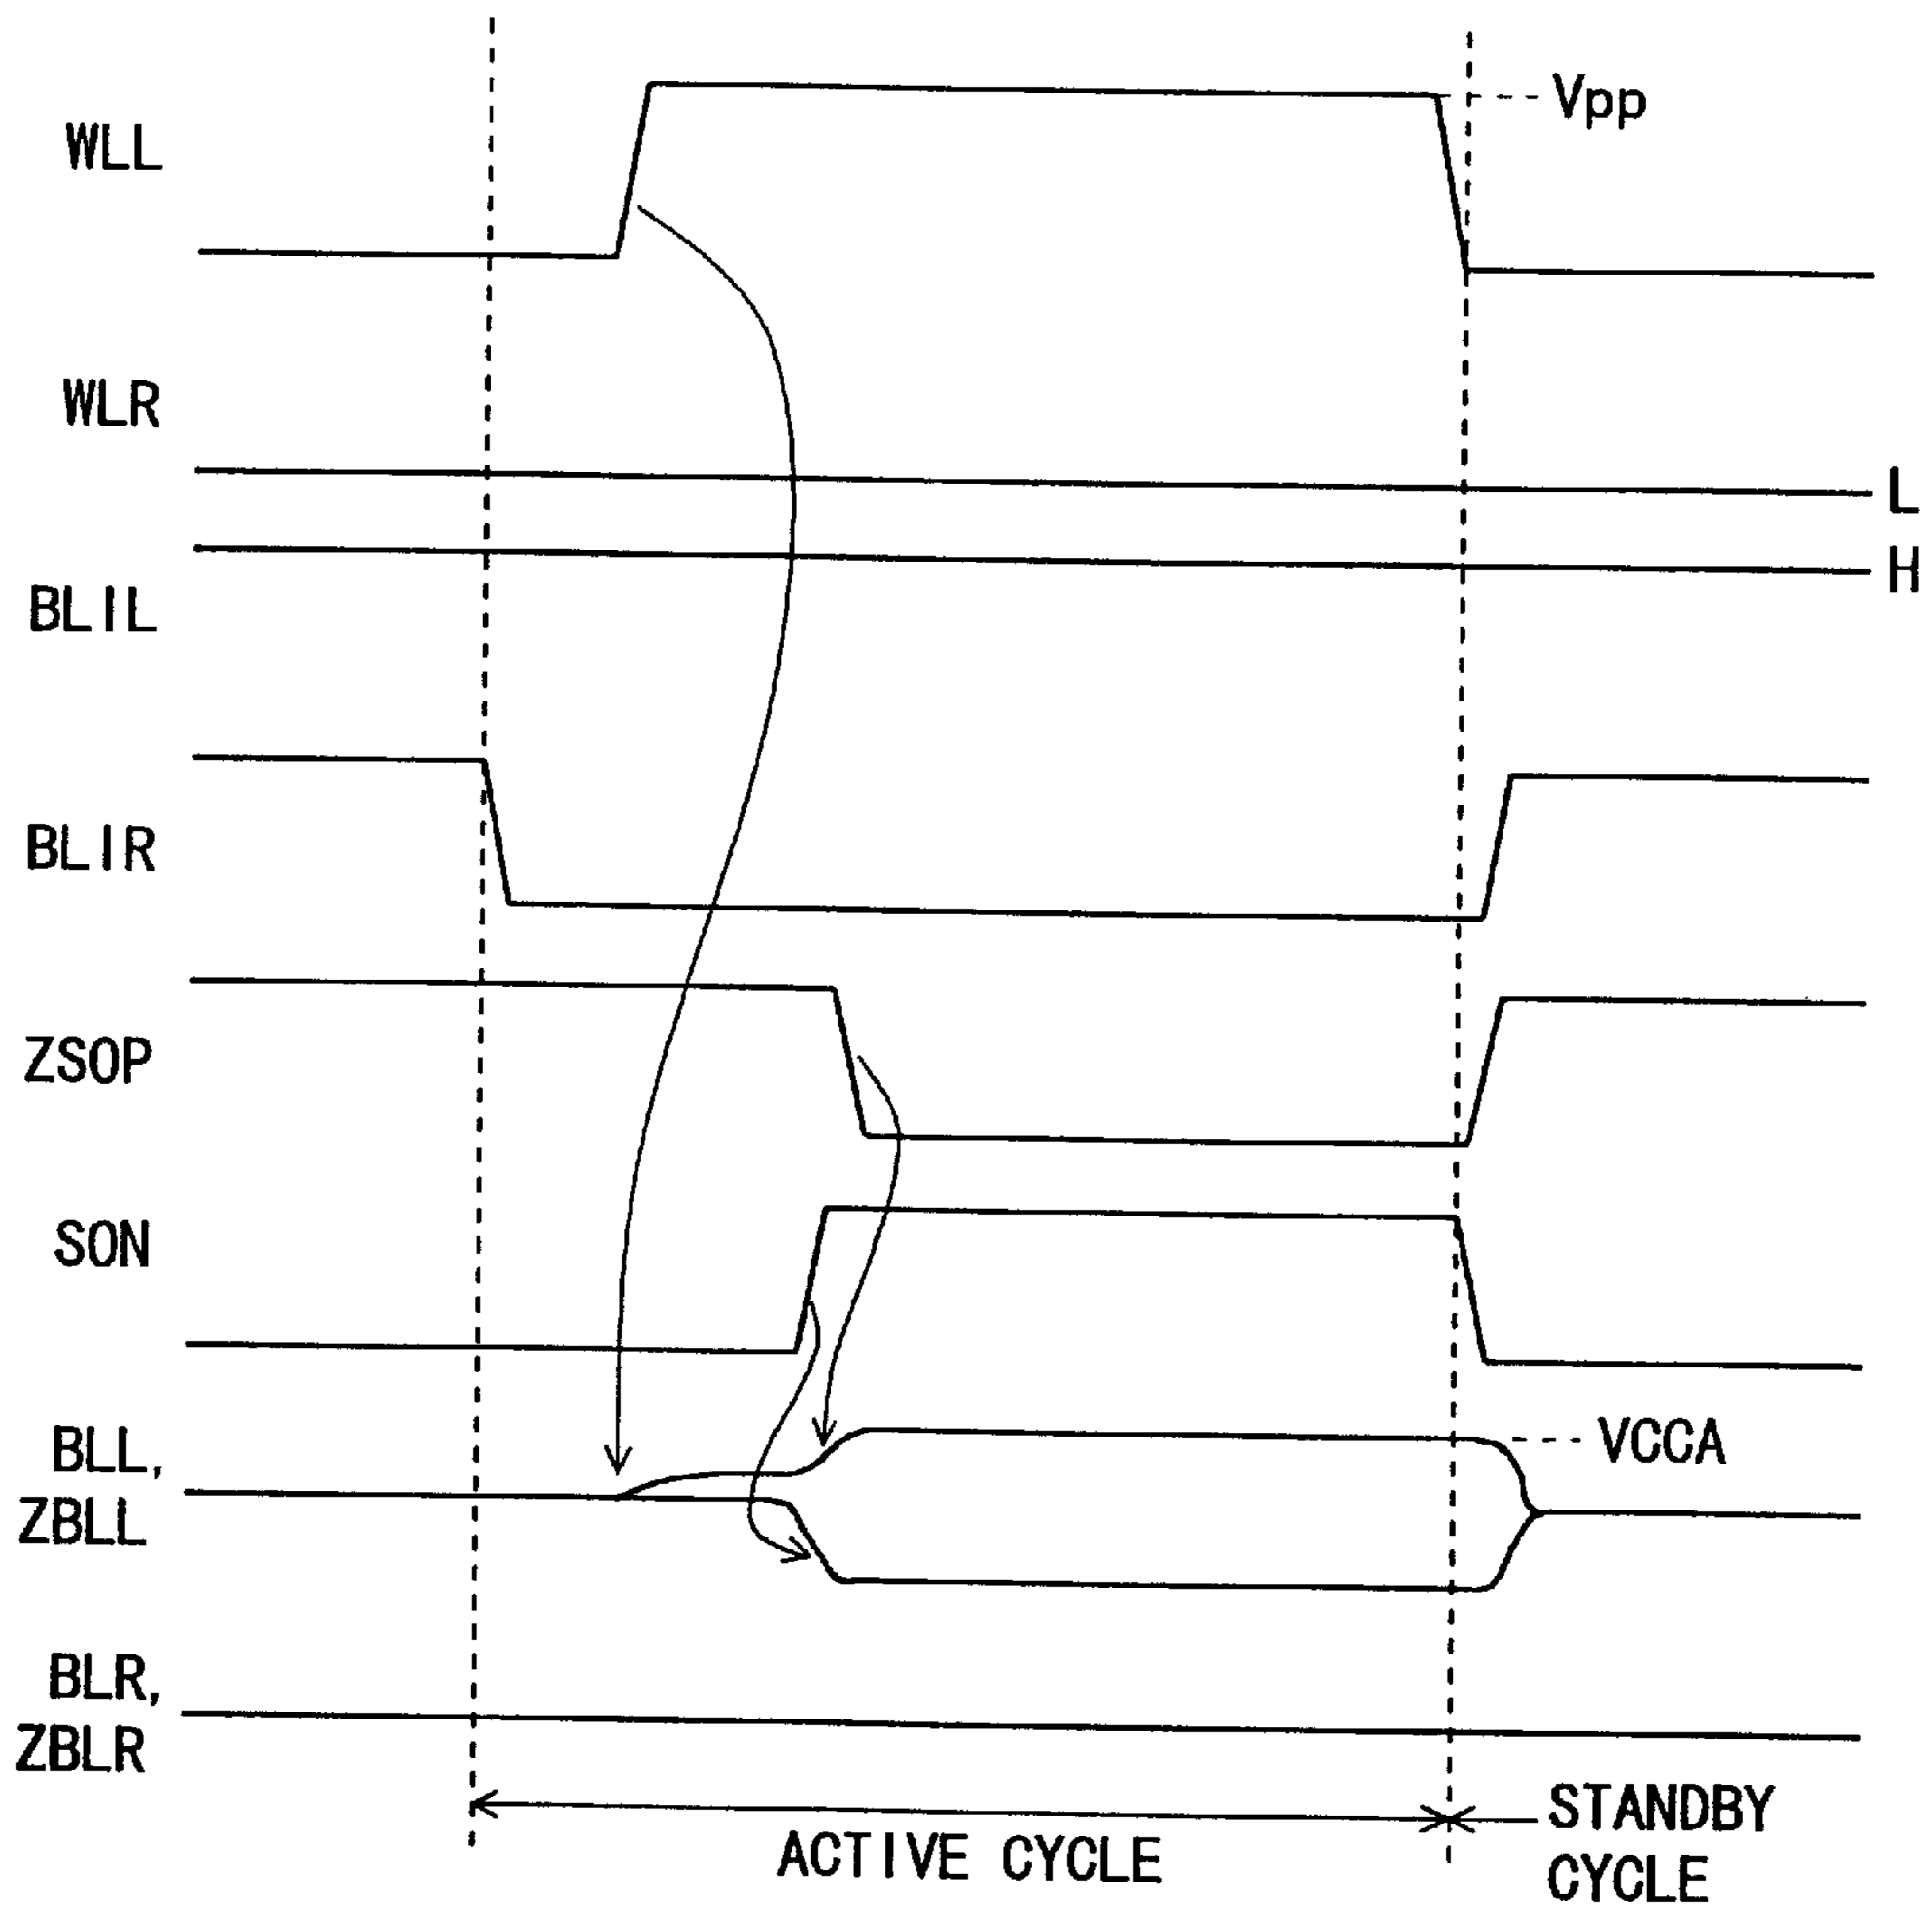 WLL
Vpp
WLR
L
BLIL
H
BLIR
ZSOP
SON
BLL,
ZBLL
VCCA
BLR,
ZBLR
ACTIVE CYCLE
STANDBY
CYCLE